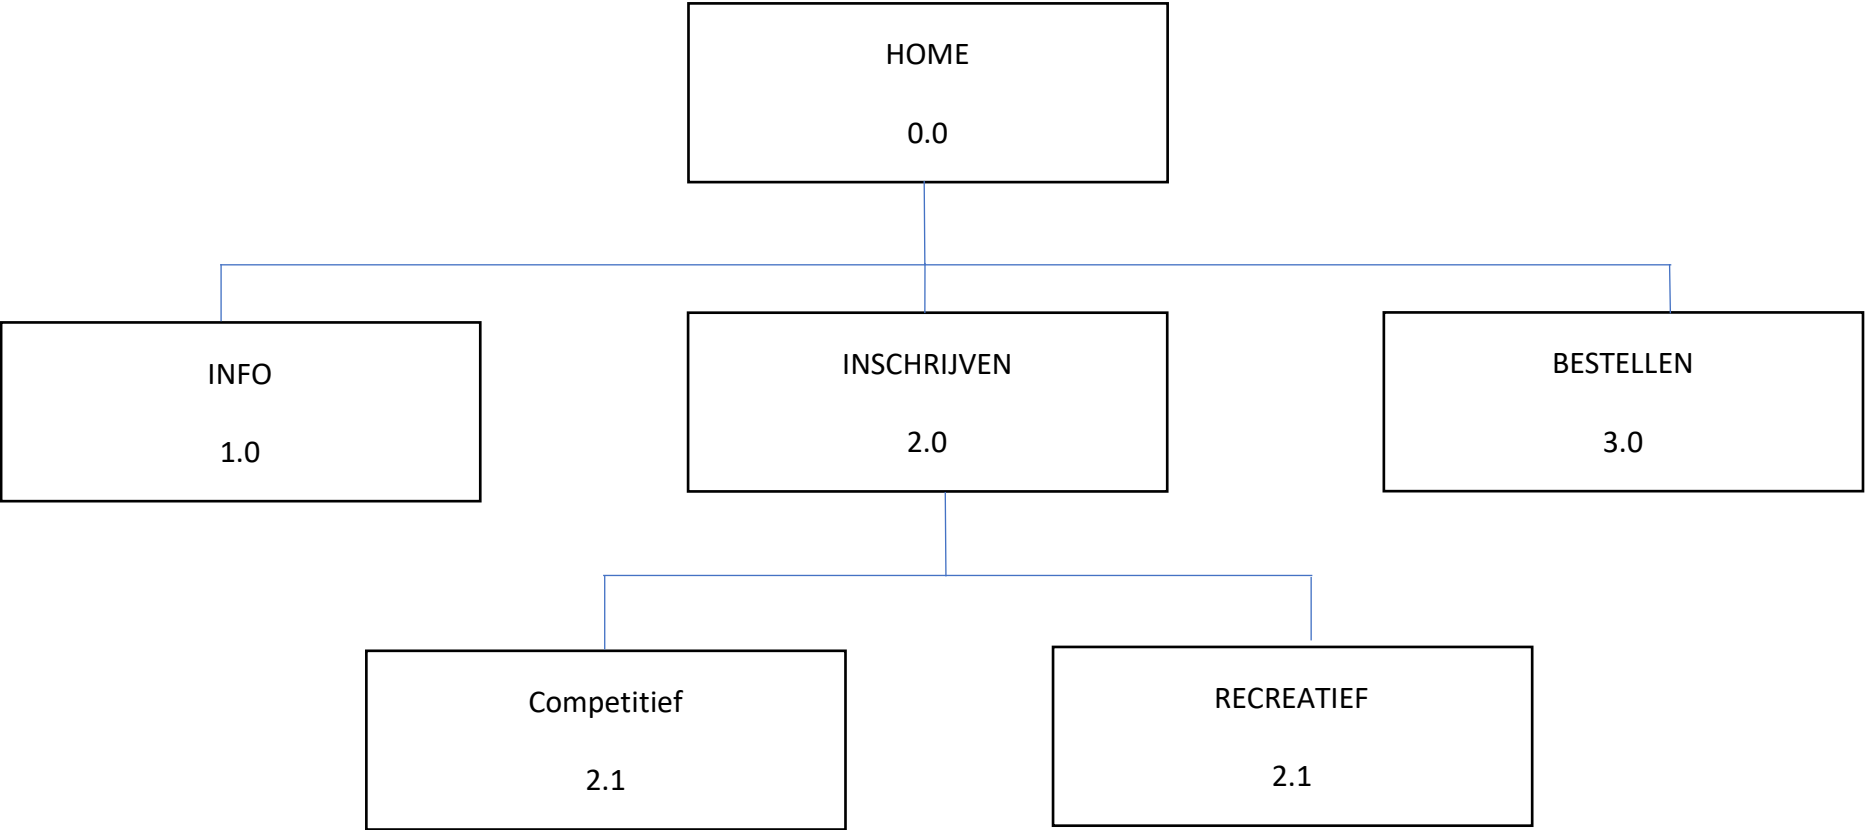 HOME
0.0
INFO
1.0
INSCHRIJVEN
2.0
BESTELLEN
3.0
Competitief
2.1
RECREATIEF
2.1